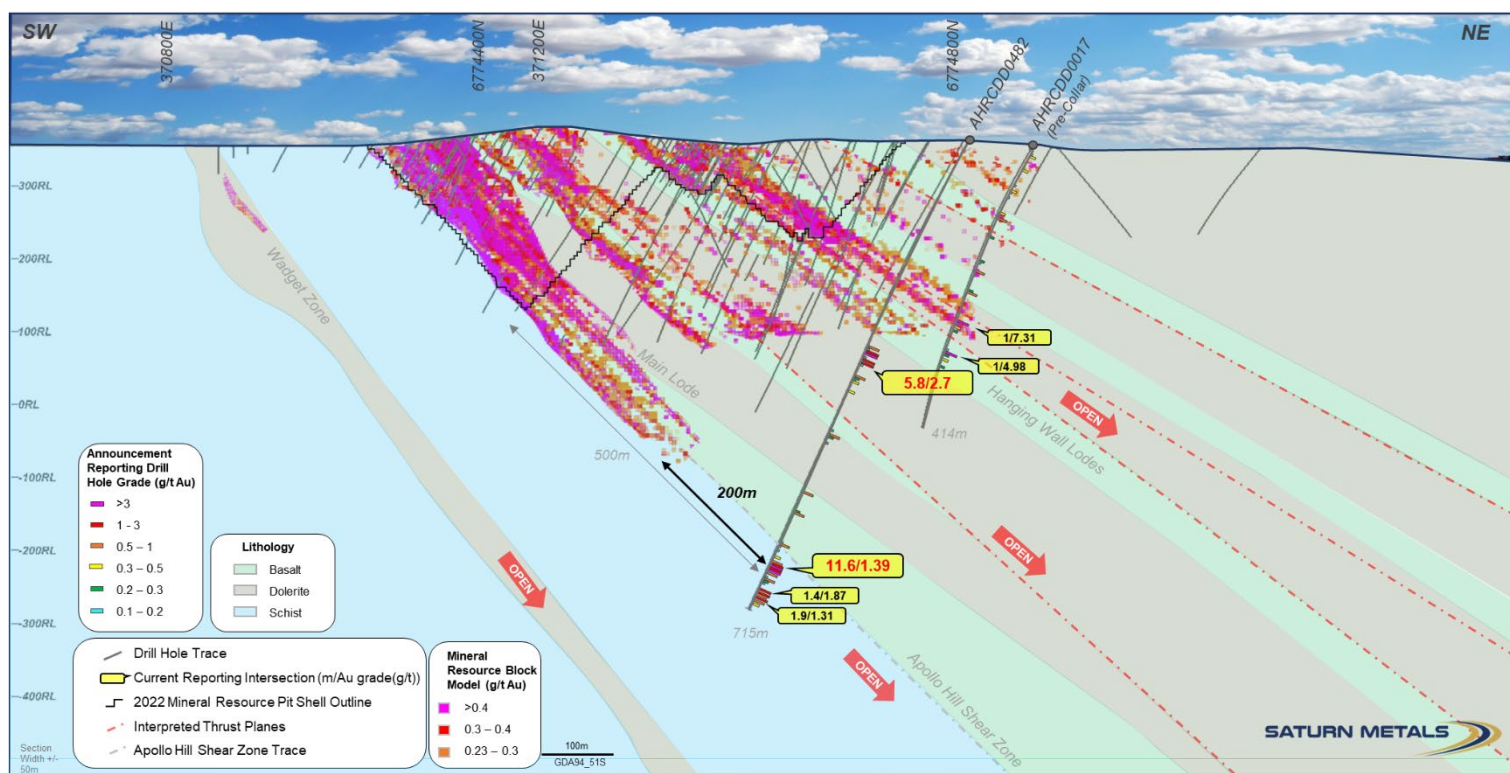 SW
370800E
6774400N
371200E
6774800N
AHRCDD0482
AHRCDD0017
(Pre-Collar)
NE
300RL
200RL
100RL
0RL
-100RL
-200RL
-300RL
-400RL
Wadget Zone
Main Lode
Hanging Wall Lodes
Apollo Hill Shear Zone
1/7.31
1/4.98
5.8/2.7
11.6/1.39
1.4/1.87
1.9/1.31
414m
715m
500m
200m
OPEN
OPEN
OPEN
OPEN
Announcement
Reporting Drill
Hole Grade (g/t Au)
>3
1 - 3
0.5 – 1
0.3 – 0.5
0.2 – 0.3
0.1 – 0.2
Lithology
Basalt
Dolerite
Schist
Drill Hole Trace
Current Reporting Intersection (m/Au grade(g/t))
2022 Mineral Resource Pit Shell Outline
Interpreted Thrust Planes
Apollo Hill Shear Zone Trace
Mineral
Resource Block
Model (g/t Au)
>0.4
0.3 – 0.4
0.23 – 0.3
100m
GDA94_51S
Section
Width +/-
50m
SATURN METALS